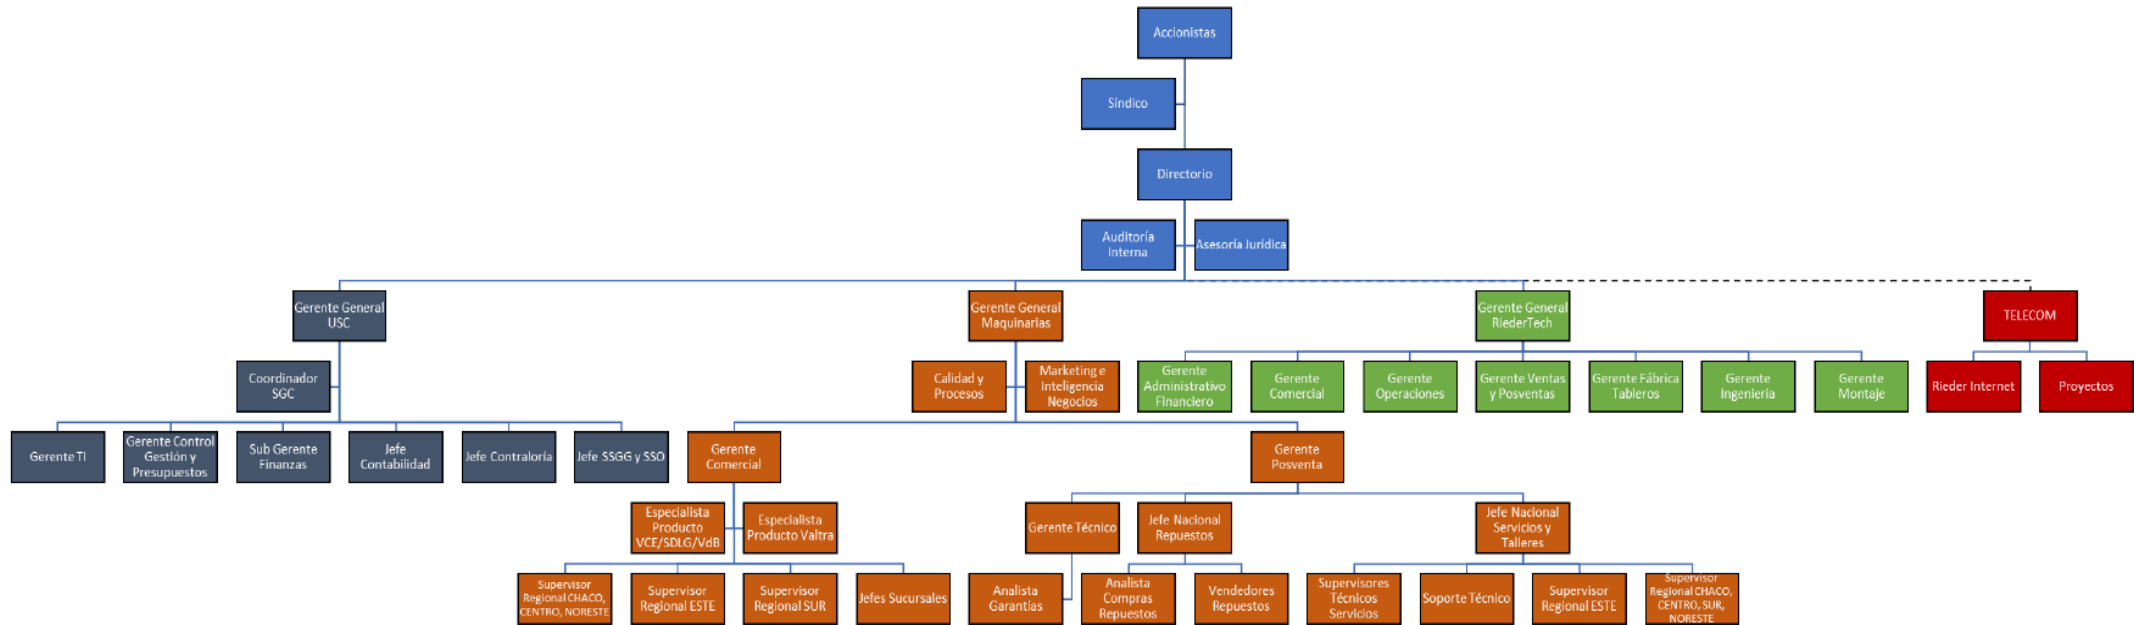 Accionistas
Síndico
Directorio
Auditoría
Interna
Asesoría Jurídica
Gerente General
USC
Gerente General
Maquinarias
Gerente General
RiederTech
TELECOM
Coordinador
SGC
Calidad y
Procesos
Marketing e
Inteligencia
Negocios
Gerente
Administrativo
Financiero
Gerente
Comercial
Gerente
Operaciones
Gerente Ventas
y Posventas
Gerente Fábrica
Tableros
Gerente
Ingeniería
Gerente
Montaje
Rieder Internet
Proyectos
Gerente TI
Gerente Control
Gestión y
Presupuestos
Sub Gerente
Finanzas
Jefe
Contabilidad
Jefe Contraloría
Jefe SSGG y SSO
Gerente
Comercial
Gerente
Posventa
Especialista
Producto
VCE/SDLG/VdB
Especialista
Producto Valtra
Gerente Técnico
Jefe Nacional
Repuestos
Jefe Nacional
Servicios y
Talleres
Supervisor
Regional CHACO,
CENTRO, NORESTE
Supervisor
Regional ESTE
Supervisor
Regional SUR
Jefes Sucursales
Analista
Garantías
Analista
Compras
Repuestos
Vendedores
Repuestos
Supervisores
Técnicos
Servicios
Soporte Técnico
Supervisor
Regional ESTE
Supervisor
Regional CHACO,
CENTRO, SUR,
NORESTE